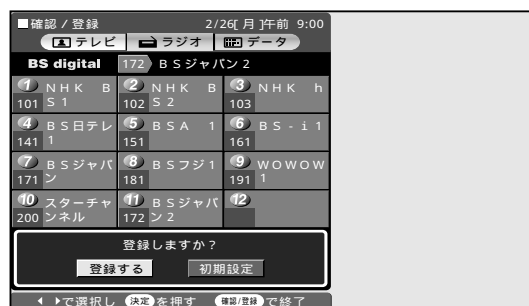 ■確認／登録 2/26[月]午前 9:00
テレビ ラジオ データ
BS digital 172 BSジャパン2
1 NHK B 2 NHK B 3 NHK h
101 S1 102 S2 103
4 BS日テレ 5 BSA 1 6 BS-i1
141 1 151 161
7 BSジャパ 8 BSフジ1 9 WOWOW
171 ン 181 191 1
10 スターチャ 11 BSジャパ 12
200 ンネル 172 ン2
登録しますか？
登録する 初期設定
で選択し 決定 を押す 確認/登録 で終了